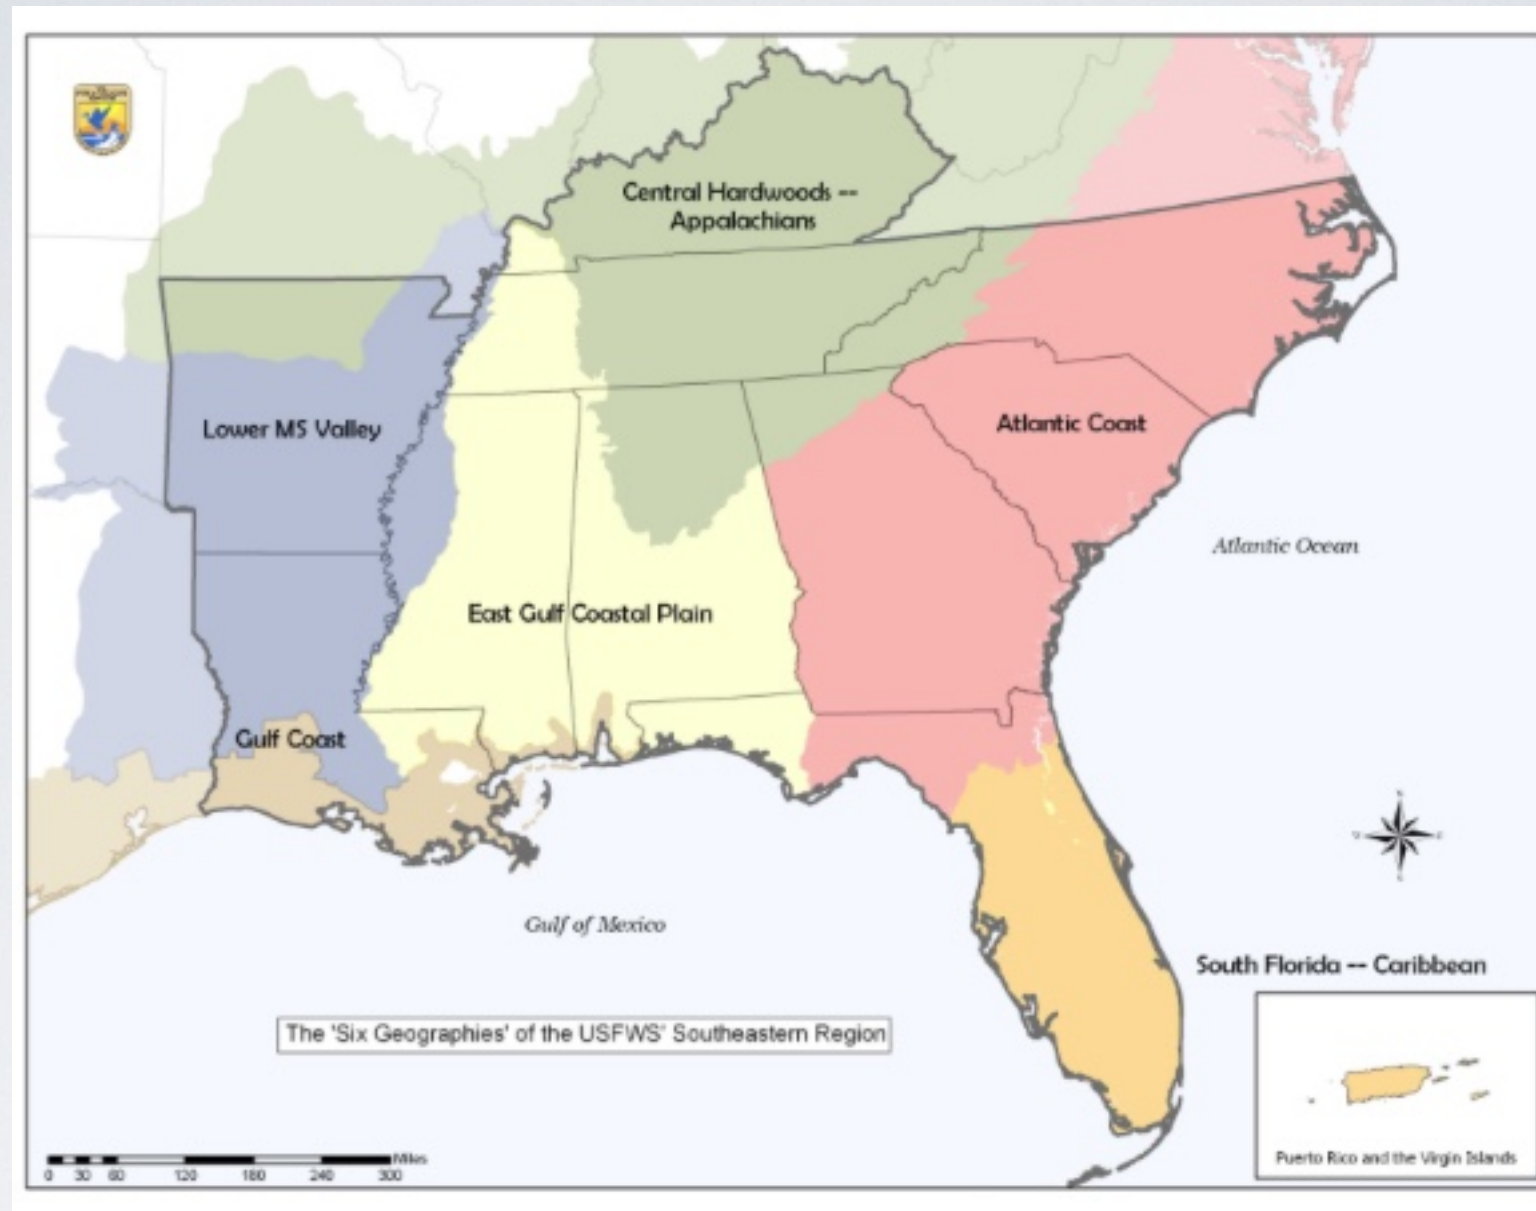 Central Hardwoods --
Appalachians
Lower MS Valley
Atlantic Coast
Atlantic Ocean
East Gulf Coastal Plain
Gulf Coast
Gulf of Mexico
South Florida -- Caribbean
The 'Six Geographies' of the USFWS' Southeastern Region
Puerto Rico and the Virgin Islands
Miles
0 30 60 120 180 240 300